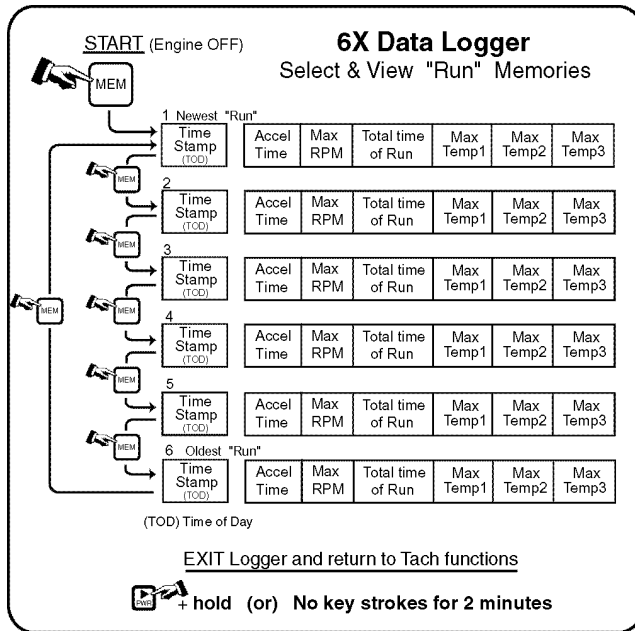 START (Engine OFF)
6X Data Logger
Select & View "Run" Memories
MEM
1 Newest "Run"
Time Stamp (TOD)
Accel Time
Max RPM
Total time of Run
Max Temp1
Max Temp2
Max Temp3
MEM
2
Time Stamp (TOD)
Accel Time
Max RPM
Total time of Run
Max Temp1
Max Temp2
Max Temp3
MEM
3
Time Stamp (TOD)
Accel Time
Max RPM
Total time of Run
Max Temp1
Max Temp2
Max Temp3
MEM
MEM
4
Time Stamp (TOD)
Accel Time
Max RPM
Total time of Run
Max Temp1
Max Temp2
Max Temp3
MEM
5
Time Stamp (TOD)
Accel Time
Max RPM
Total time of Run
Max Temp1
Max Temp2
Max Temp3
MEM
6 Oldest "Run"
Time Stamp (TOD)
Accel Time
Max RPM
Total time of Run
Max Temp1
Max Temp2
Max Temp3
(TOD) Time of Day
EXIT Logger and return to Tach functions
PWR + hold (or) No key strokes for 2 minutes